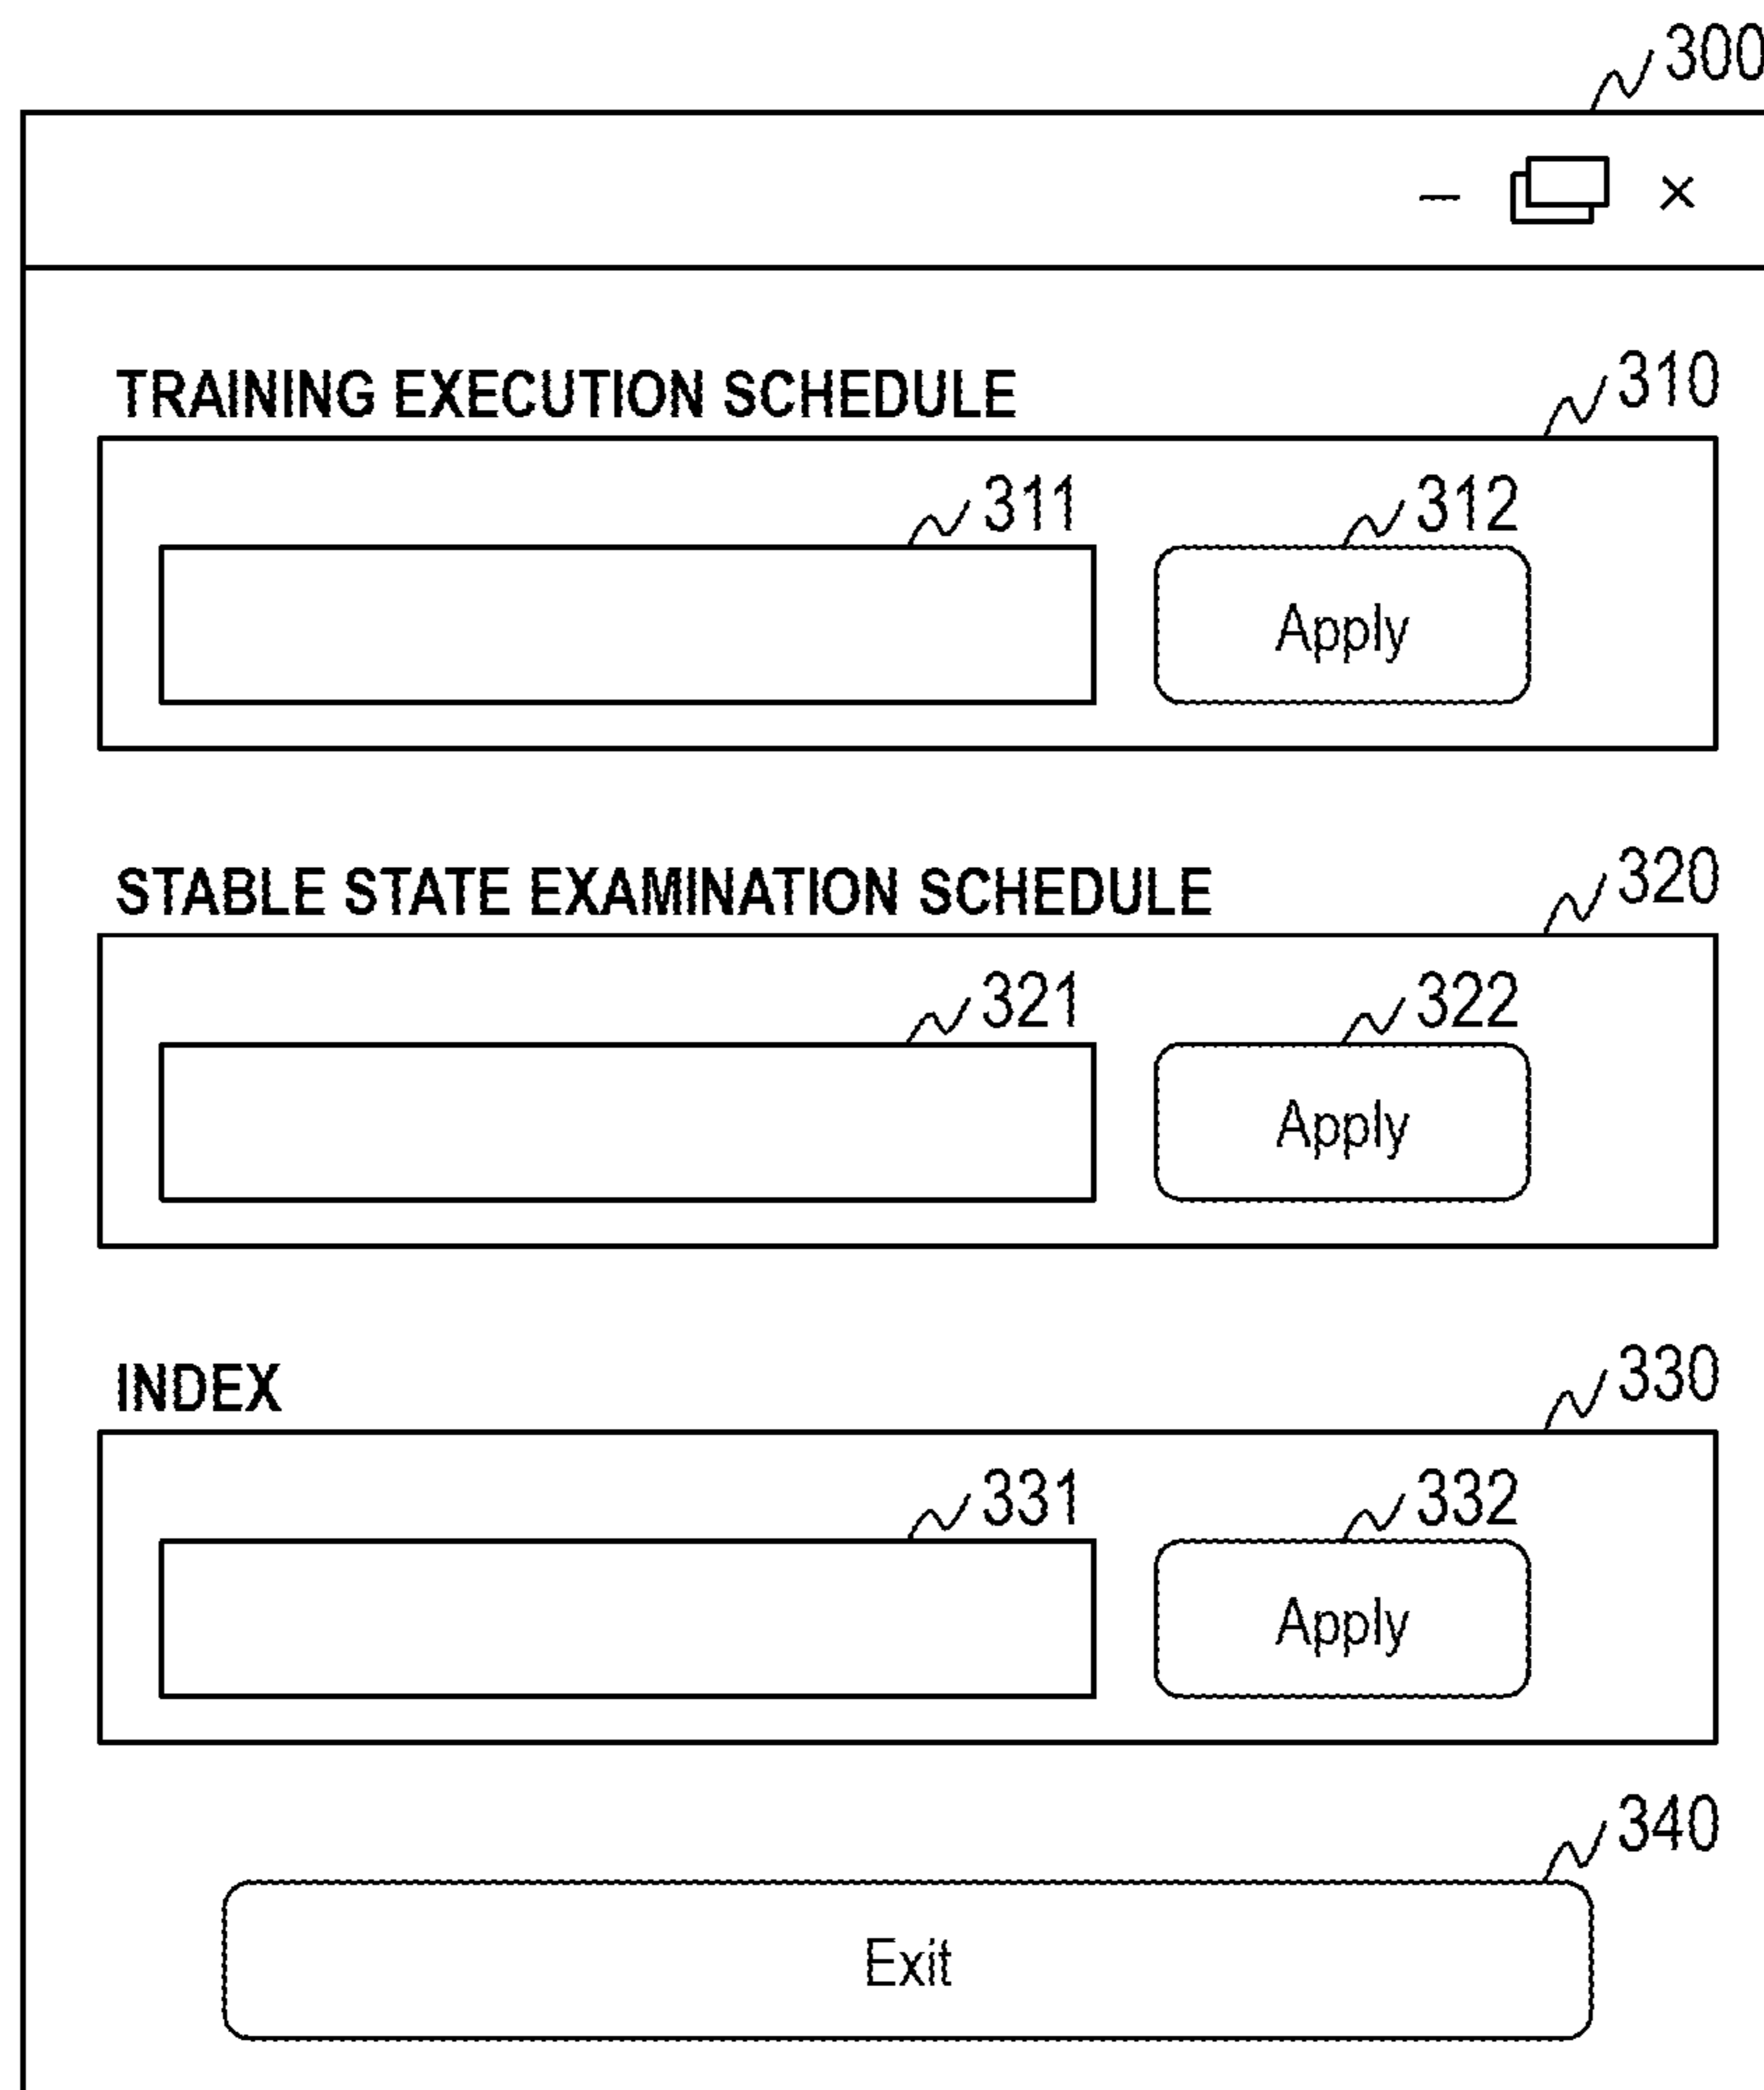 300
TRAINING EXECUTION SCHEDULE 310
311 312
Apply
STABLE STATE EXAMINATION SCHEDULE 320
321 322
Apply
INDEX 330
331 332
Apply
340
Exit